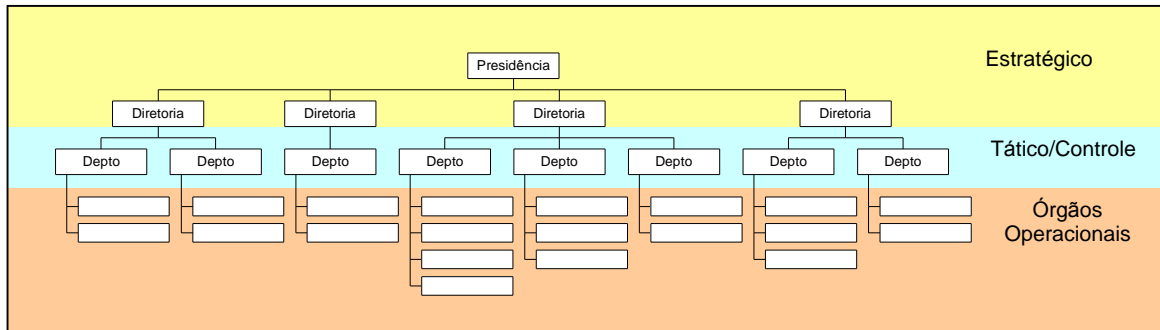 Estratégico
Presidência
Diretoria
Diretoria
Diretoria
Diretoria
Tático/Controle
Depto
Depto
Depto
Depto
Depto
Depto
Depto
Depto
Órgãos
Operacionais